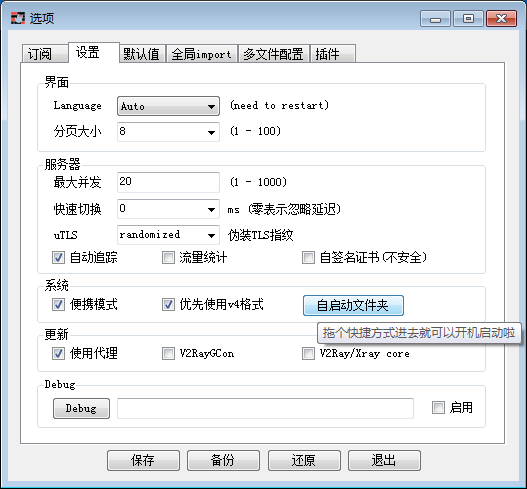 选项
订阅 设置 默认值 全局import 多文件配置 插件
界面
Language Auto (need to restart)
分页大小 8 (1 - 100)
服务器
最大并发 20 (1 - 1000)
快速切换 0 ms (零表示忽略延迟)
uTLS randomized 伪装TLS指纹
自动追踪 流量统计 自签名证书(不安全)
系统
便携模式 优先使用v4格式 自启动文件夹
拖个快捷方式进去就可以开机启动啦
更新
使用代理 V2RayGCon V2Ray/Xray core
Debug
Debug 启用
保存 备份 还原 退出